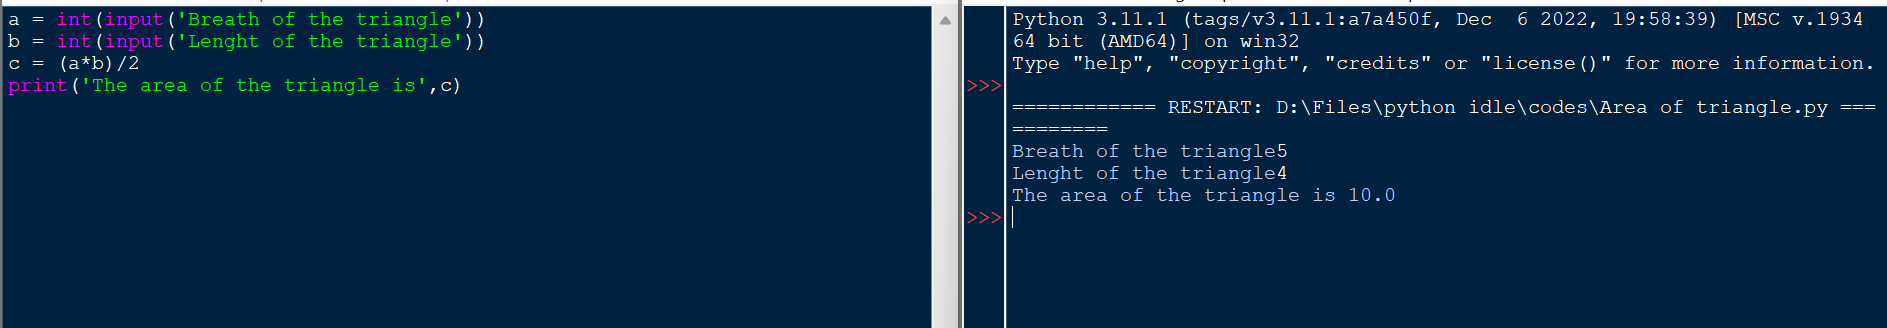 a = int(input('Breath of the triangle'))
b = int(input('Lenght of the triangle'))
c = (a*b)/2
print('The area of the triangle is',c)
Python 3.11.1 (tags/v3.11.1:a7a450f, Dec  6 2022, 19:58:39) [MSC v.1934
64 bit (AMD64)] on win32
Type "help", "copyright", "credits" or "license()" for more information.
>>>
============ RESTART: D:\Files\python idle\codes\Area of triangle.py ===
========
Breath of the triangle5
Lenght of the triangle4
The area of the triangle is 10.0
>>>